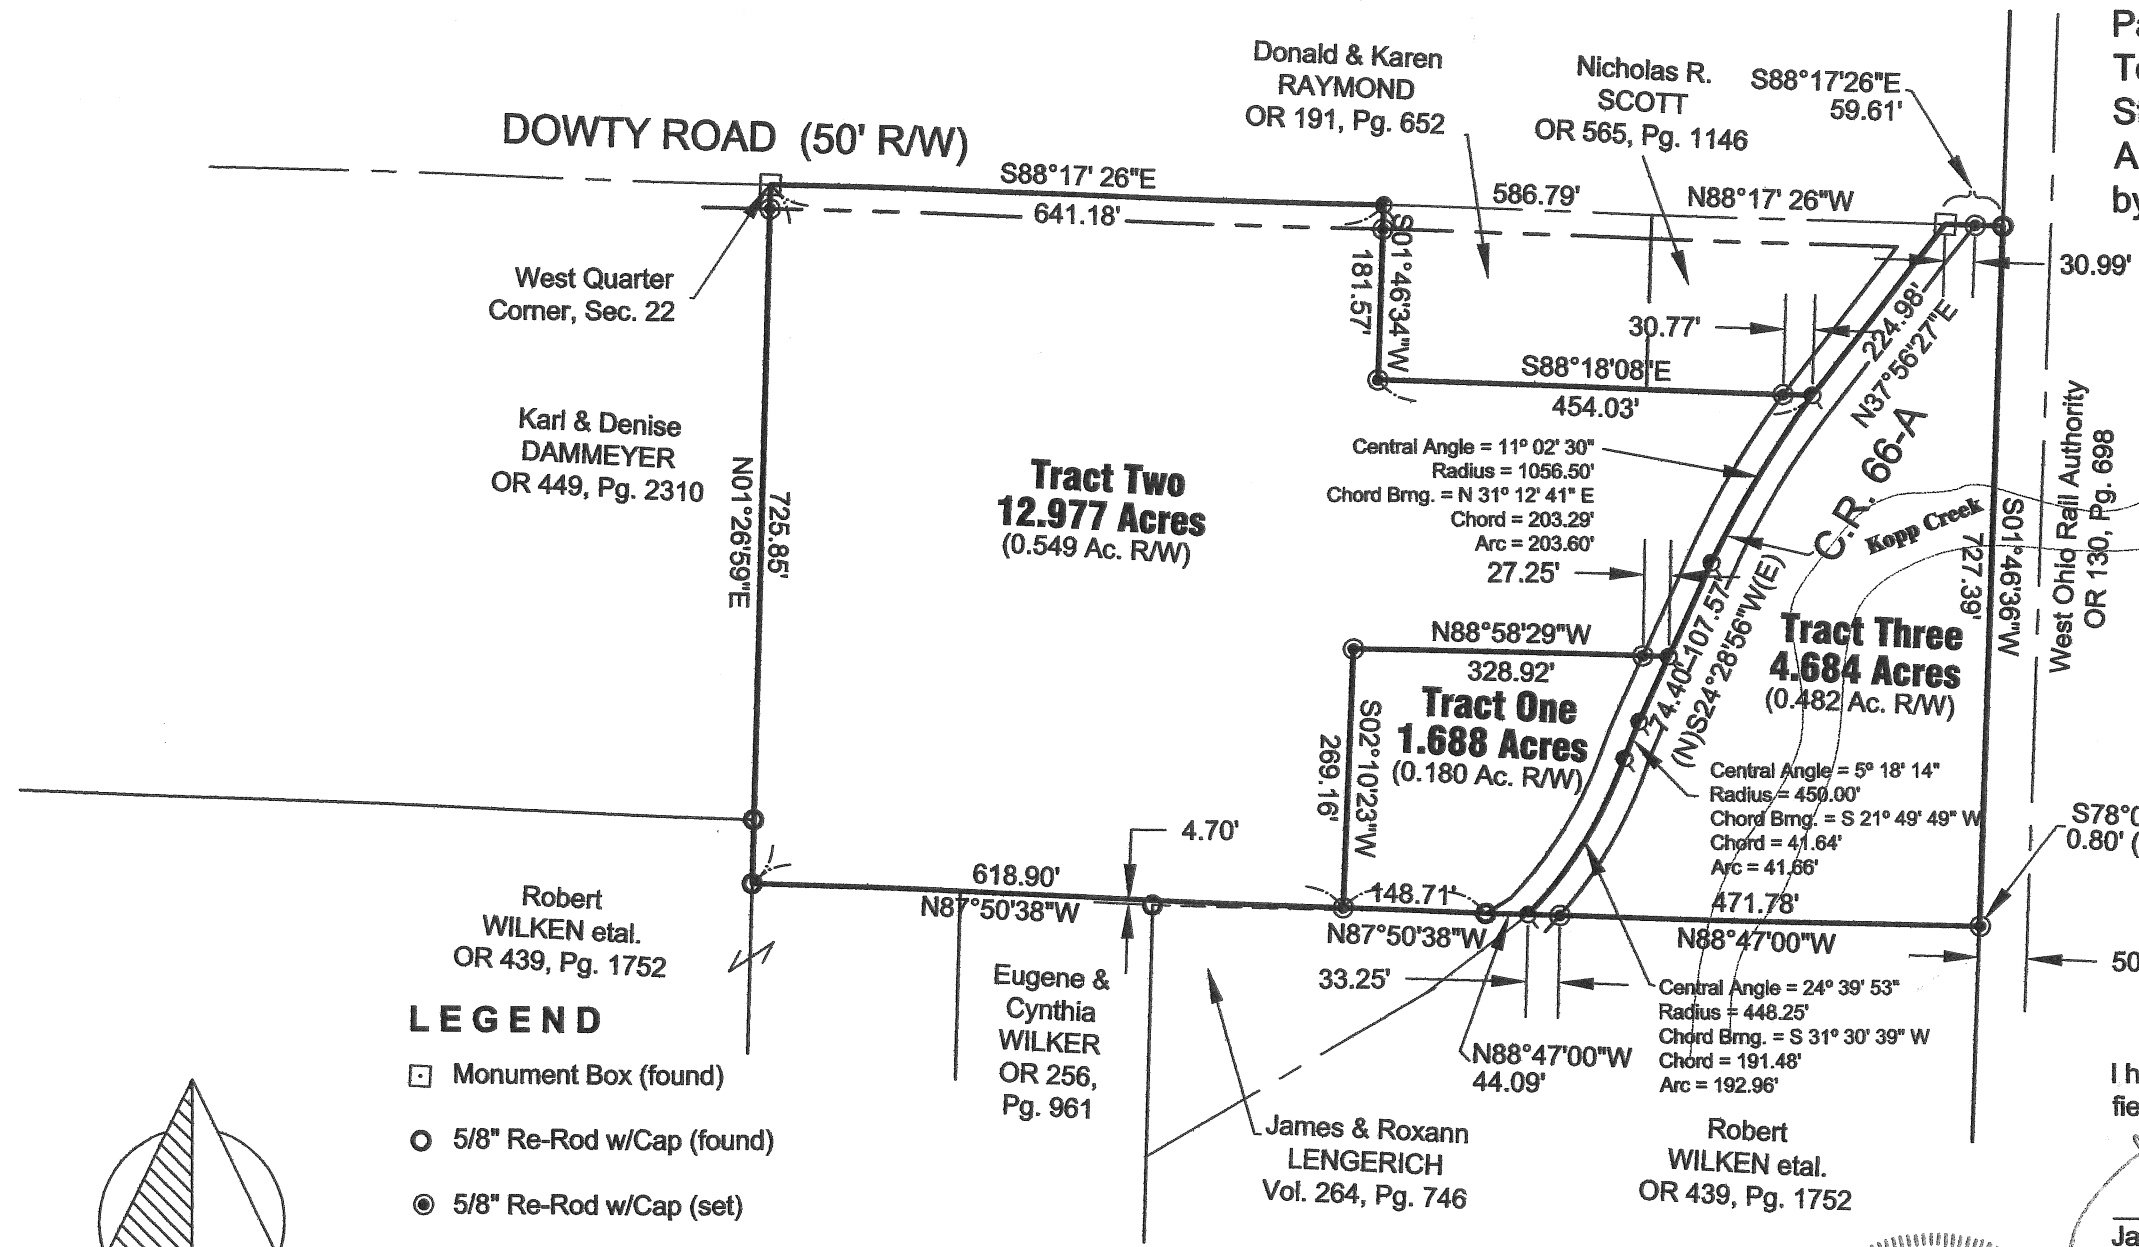 Donald & Karen
RAYMOND
OR 191, Pg. 652
Nicholas R.
SCOTT
OR 565, Pg. 1146
S88°17'26"E
59.61'
DOWTY ROAD (50' R/W)
S88°17' 26"E
641.18'
586.79'
N88°17' 26"W
30.99'
West Quarter
Corner, Sec. 22
181.57'
S01°46'34"W
30.77'
224.98'
N37°56'27"E
S88°18'08"E
454.03'
Karl & Denise
DAMMEYER
OR 449, Pg. 2310
N01°26'59"E
725.85'
Tract Two
12.977 Acres
(0.549 Ac. R/W)
Central Angle = 11° 02' 30"
Radius = 1056.50'
Chord Brng. = N 31° 12' 41" E
Chord = 203.29'
Arc = 203.60'
27.25'
C.R. 66-A
Kopp Creek
S01°46'36"W
727.39'
West Ohio Rail Authority
OR 130, Pg. 698
N88°58'29"W
328.92'
74.40'
107.57'
(N)S24°28'56"W(E)
Tract Three
4.684 Acres
(0.482 Ac. R/W)
Tract One
1.688 Acres
(0.180 Ac. R/W)
S02°10'23"W
269.16'
Central Angle = 5° 18' 14"
Radius = 450.00'
Chord Brng. = S 21° 49' 49" W
Chord = 41.64'
Arc = 41.66'
0.80' (
4.70'
618.90'
N87°50'38"W
148.71'
N87°50'38"W
471.78'
N88°47'00"W
50
33.25'
Robert
WILKEN etal.
OR 439, Pg. 1752
Eugene &
Cynthia
WILKER
OR 256,
Pg. 961
Central Angle = 24° 39' 53"
Radius = 448.25'
Chord Brng. = S 31° 30' 39" W
Chord = 191.48'
Arc = 192.96'
N88°47'00"W
44.09'
James & Roxann
LENGERICH
Vol. 264, Pg. 746
Robert
WILKEN etal.
OR 439, Pg. 1752
LEGEND
Monument Box (found)
5/8" Re-Rod w/Cap (found)
5/8" Re-Rod w/Cap (set)
by